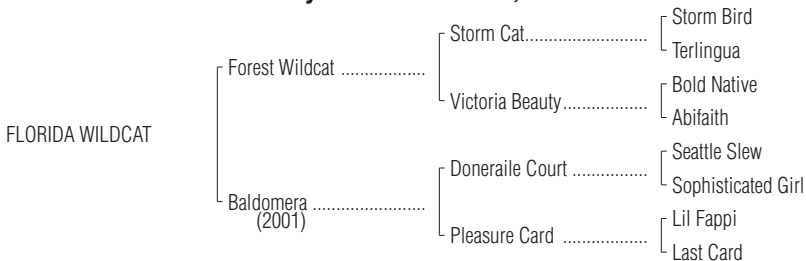 Storm Bird
Storm Cat..........................
Terlingua
Forest Wildcat ..................
Bold Native
Victoria Beauty..................
Abifaith
FLORIDA WILDCAT
Seattle Slew
Doneraile Court ................
Sophisticated Girl
Baldomera ........................
(2001)
Lil Fappi
Pleasure Card ..................
Last Card